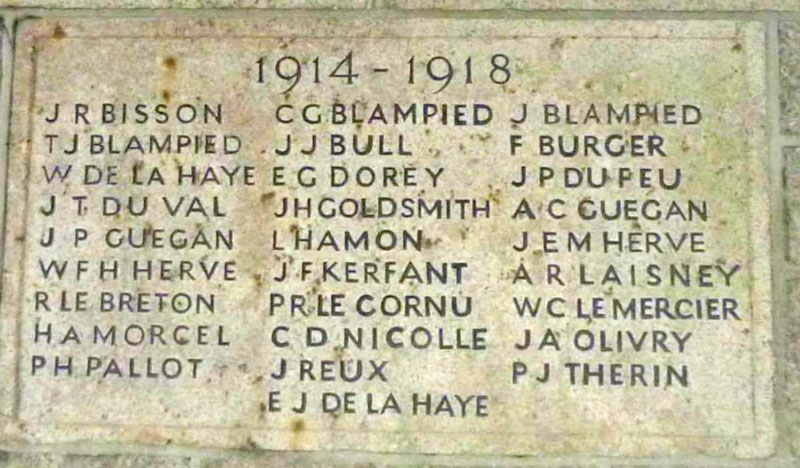 1914 - 1918
J R BISSON C G BLAMPIED J BLAMPIED
T J BLAMPIED J J BULL F BURGER
W DE LA HAYE E G DOREY J P DU PEU
J T DU VAL J H GOLDSMITH A C GUEGAN
J P GUEGAN L HAMON J E M HERVE
W F H HERVE J F KERFANT A R LAISNEY
R LE BRETON P R LE CORNU W C LE MERCIER
H A MORCEL C D NICOLLE J A OLIVRY
P H PALLOT J REUX P J THERIN
E J DE LA HAYE